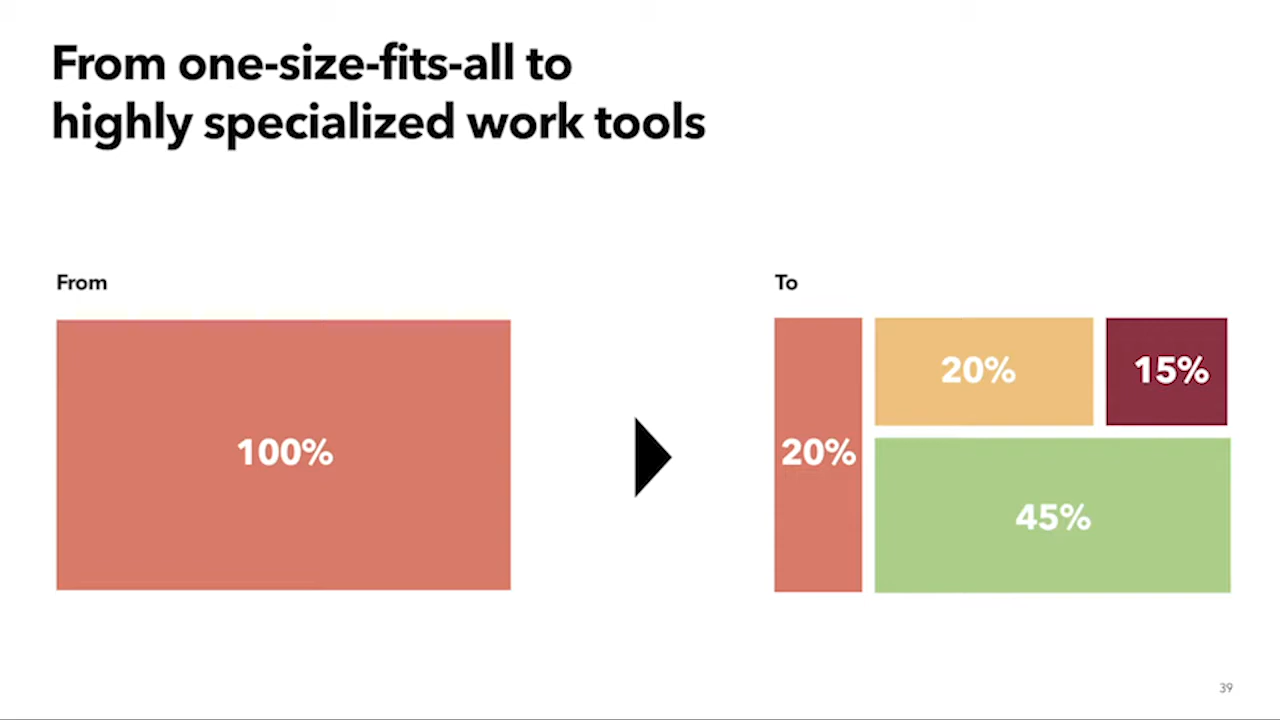 From one-size-fits-all to
highly specialized work tools
From
100%
To
20%
20%
15%
45%
39